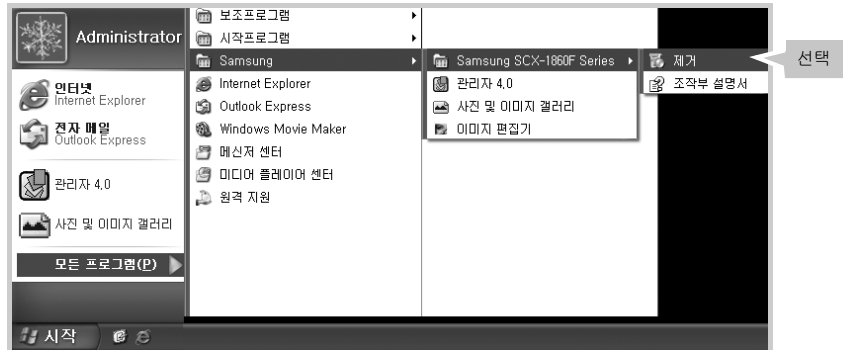 Administrator
인터넷
Internet Explorer
전자 메일
Outlook Express
관리자 4,0
사진 및 이미지 갤러리
모든 프로그램(P)
시작
보조프로그램
시작프로그램
Samsung
Internet Explorer
Outlook Express
Windows Movie Maker
메신저 센터
미디어 플레이어 센터
원격 지원
Samsung SCX-1860F Series
관리자 4,0
사진 및 이미지 갤러리
이미지 편집기
제거
조작부 설명서
선택